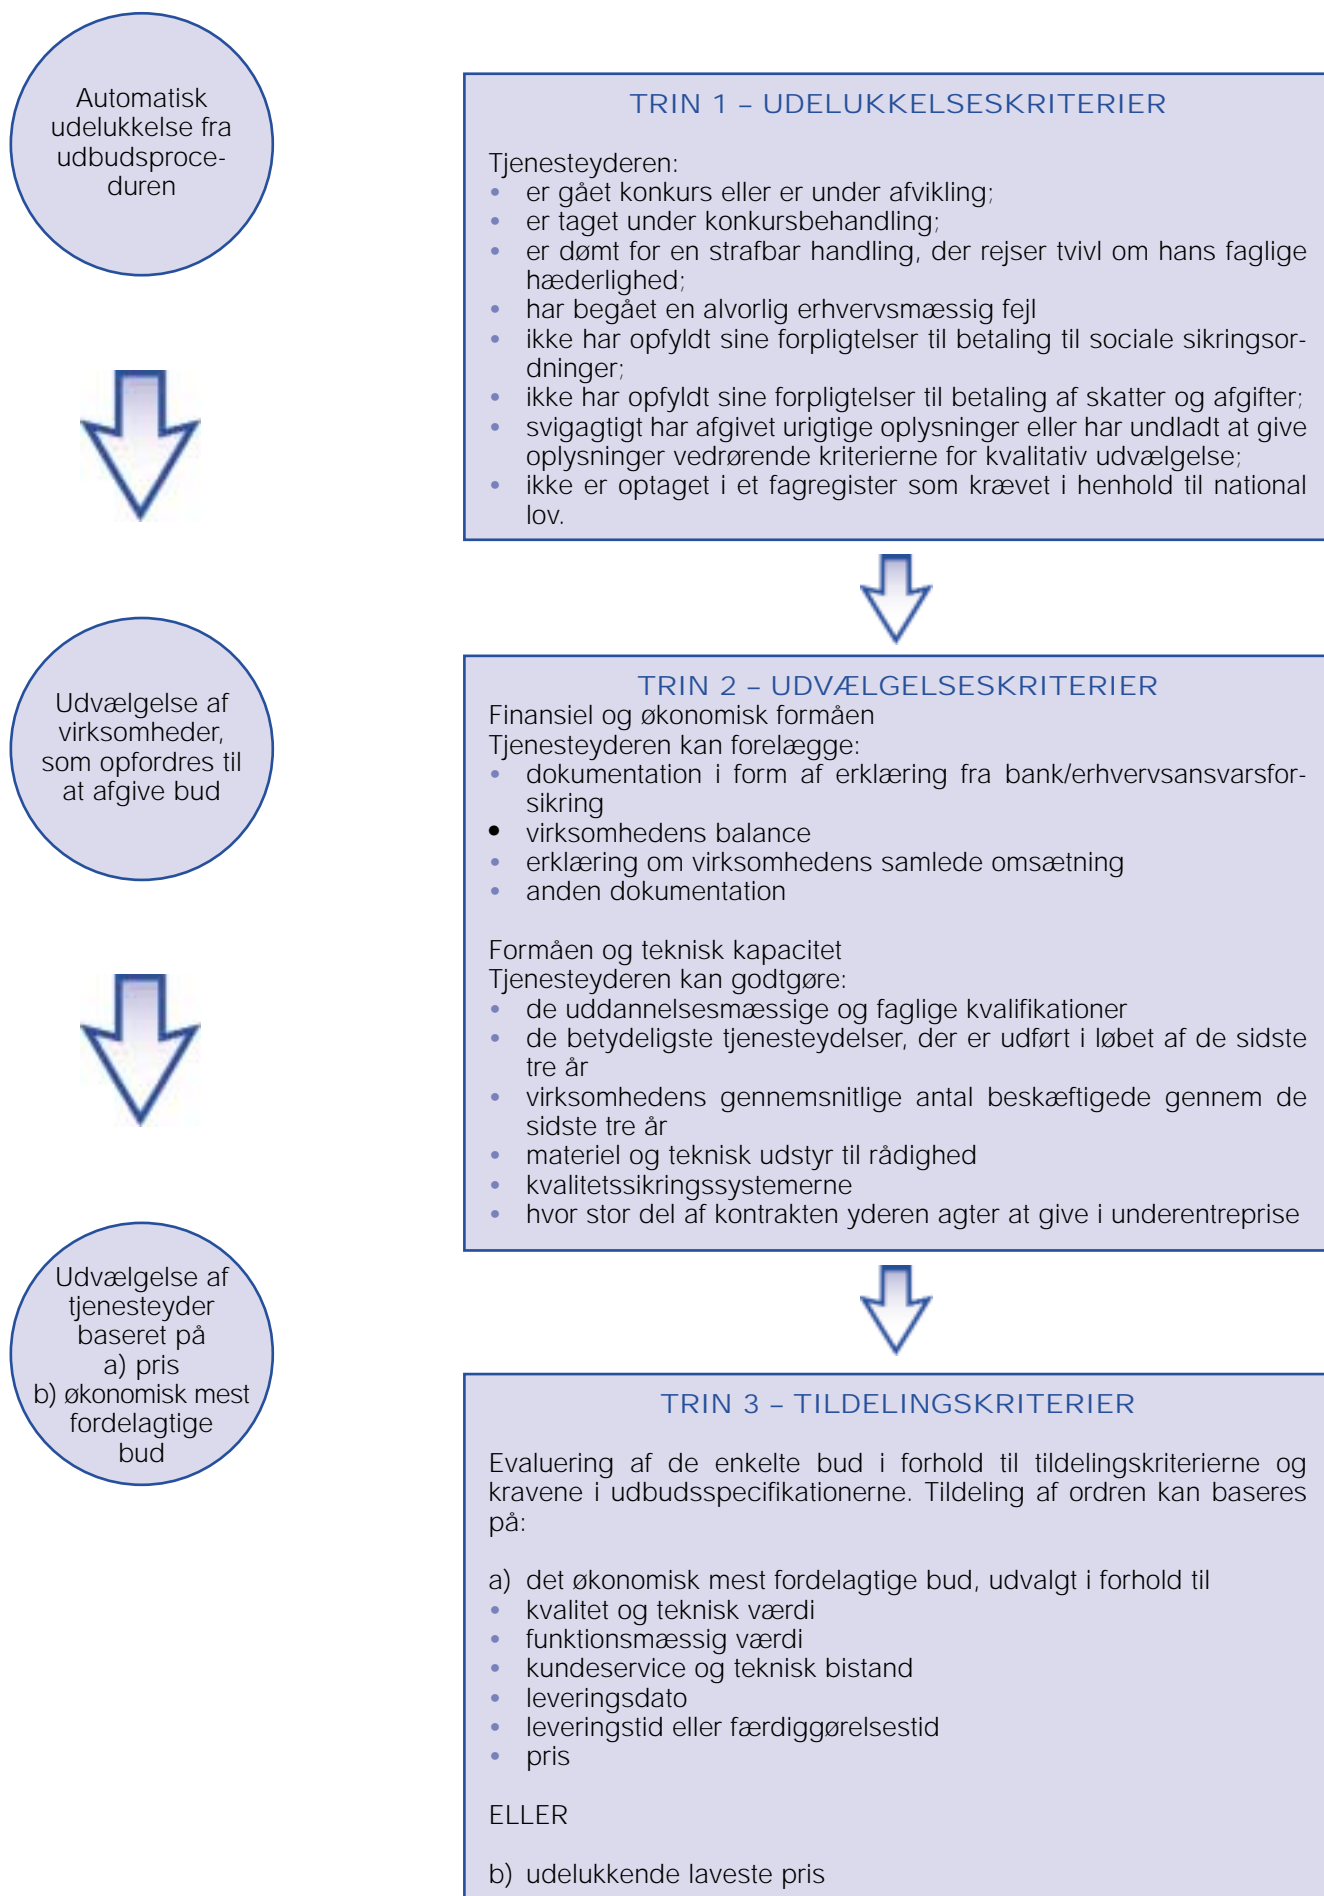 Automatisk
udelukkelse fra
udbudsproce-
duren
TRIN 1 – UDELUKKELSESKRITERIER
Tjenesteyderen:
• er gået konkurs eller er under afvikling;
• er taget under konkursbehandling;
• er dømt for en strafbar handling, der rejser tvivl om hans faglige
hæderlighed;
• har begået en alvorlig erhvervsmæssig fejl
• ikke har opfyldt sine forpligtelser til betaling til sociale sikringsor-
dninger;
• ikke har opfyldt sine forpligtelser til betaling af skatter og afgifter;
• svigagtigt har afgivet urigtige oplysninger eller har undladt at give
oplysninger vedrørende kriterierne for kvalitativ udvælgelse;
• ikke er optaget i et fagregister som krævet i henhold til national
lov.
Udvælgelse af
virksomheder,
som opfordres til
at afgive bud
TRIN 2 – UDVÆLGELSESKRITERIER
Finansiel og økonomisk formåen
Tjenesteyderen kan forelægge:
• dokumentation i form af erklæring fra bank/erhvervsansvarsfor-
sikring
• virksomhedens balance
• erklæring om virksomhedens samlede omsætning
• anden dokumentation
Formåen og teknisk kapacitet
Tjenesteyderen kan godtgøre:
• de uddannelsesmæssige og faglige kvalifikationer
• de betydeligste tjenesteydelser, der er udført i løbet af de sidste
tre år
• virksomhedens gennemsnitlige antal beskæftigede gennem de
sidste tre år
• materiel og teknisk udstyr til rådighed
• kvalitetssikringssystemerne
• hvor stor del af kontrakten yderen agter at give i underentreprise
Udvælgelse af
tjenesteyder
baseret på
a) pris
b) økonomisk mest
fordelagtige
bud
TRIN 3 – TILDELINGSKRITERIER
Evaluering af de enkelte bud i forhold til tildelingskriterierne og
kravene i udbudsspecifikationerne. Tildeling af ordren kan baseres
på:
a) det økonomisk mest fordelagtige bud, udvalgt i forhold til
• kvalitet og teknisk værdi
• funktionsmæssig værdi
• kundeservice og teknisk bistand
• leveringsdato
• leveringstid eller færdiggørelsestid
• pris
ELLER
b) udelukkende laveste pris